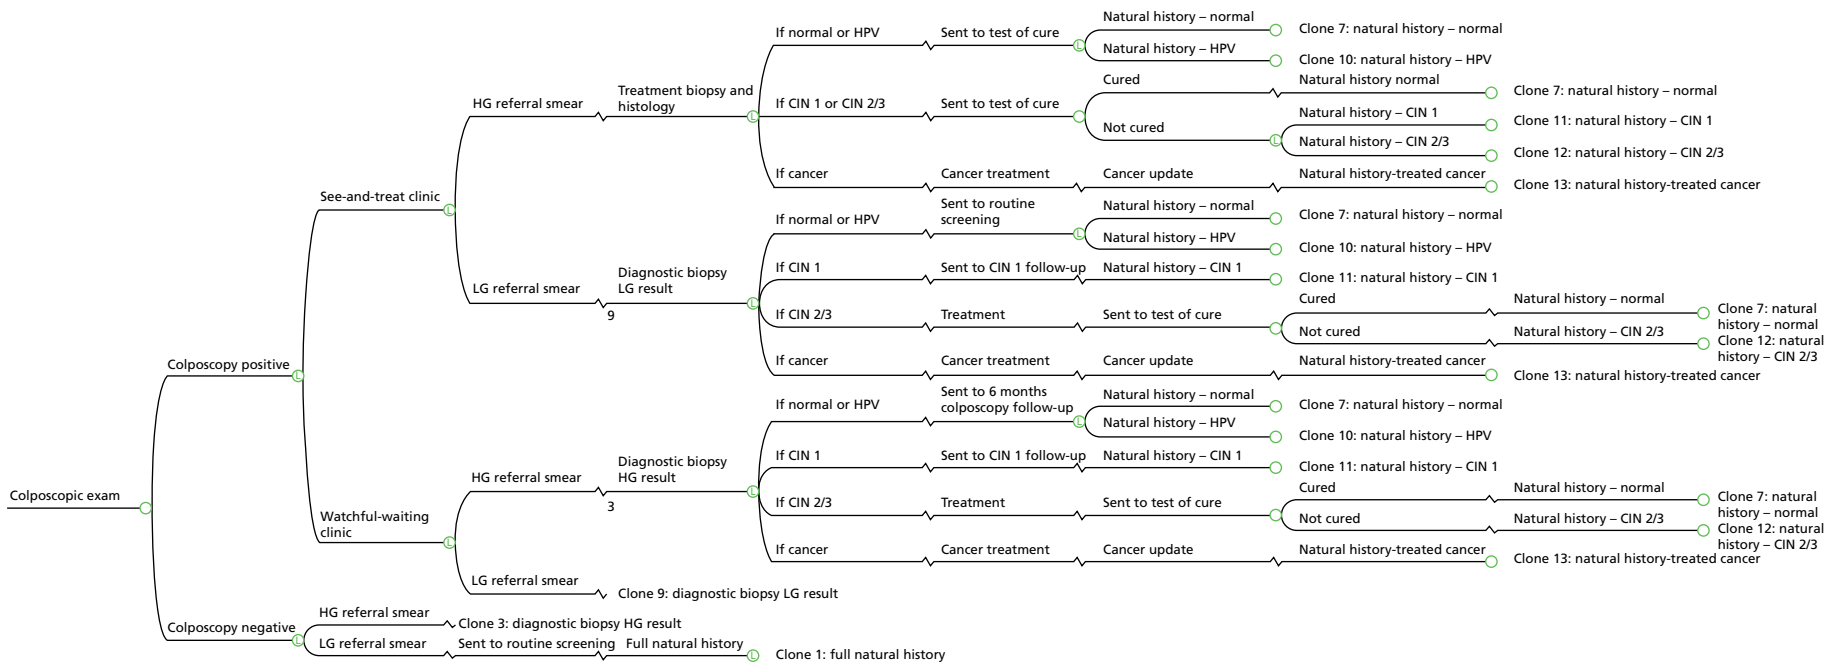 Colposcopic exam
Colposcopy positive
See-and-treat clinic
HG referral smear
Treatment biopsy and
histology
If normal or HPV
Sent to test of cure
Natural history – normal
Clone 7: natural history – normal
Natural history – HPV
Clone 10: natural history – HPV
If CIN 1 or CIN 2/3
Sent to test of cure
Cured
Natural history normal
Clone 7: natural history – normal
Not cured
Natural history – CIN 1
Clone 11: natural history – CIN 1
Natural history – CIN 2/3
Clone 12: natural history – CIN 2/3
If cancer
Cancer treatment
Cancer update
Natural history-treated cancer
Clone 13: natural history-treated cancer
LG referral smear
9
Diagnostic biopsy
LG result
If normal or HPV
Sent to routine
screening
Natural history – normal
Clone 7: natural history – normal
Natural history – HPV
Clone 10: natural history – HPV
If CIN 1
Sent to CIN 1 follow-up
Natural history – CIN 1
Clone 11: natural history – CIN 1
If CIN 2/3
Treatment
Sent to test of cure
Cured
Natural history – normal
Clone 7: natural
history – normal
Not cured
Natural history – CIN 2/3
Clone 12: natural
history – CIN 2/3
If cancer
Cancer treatment
Cancer update
Natural history-treated cancer
Clone 13: natural history-treated cancer
Watchful-waiting
clinic
HG referral smear
3
Diagnostic biopsy
HG result
If normal or HPV
Sent to 6 months
colposcopy follow-up
Natural history – normal
Clone 7: natural history – normal
Natural history – HPV
Clone 10: natural history – HPV
If CIN 1
Sent to CIN 1 follow-up
Natural history – CIN 1
Clone 11: natural history – CIN 1
If CIN 2/3
Treatment
Sent to test of cure
Cured
Natural history – normal
Clone 7: natural
history – normal
Not cured
Natural history – CIN 2/3
Clone 12: natural
history – CIN 2/3
If cancer
Cancer treatment
Cancer update
Natural history-treated cancer
Clone 13: natural history-treated cancer
LG referral smear
Clone 9: diagnostic biopsy LG result
Colposcopy negative
HG referral smear
Clone 3: diagnostic biopsy HG result
LG referral smear
Sent to routine screening
Full natural history
Clone 1: full natural history